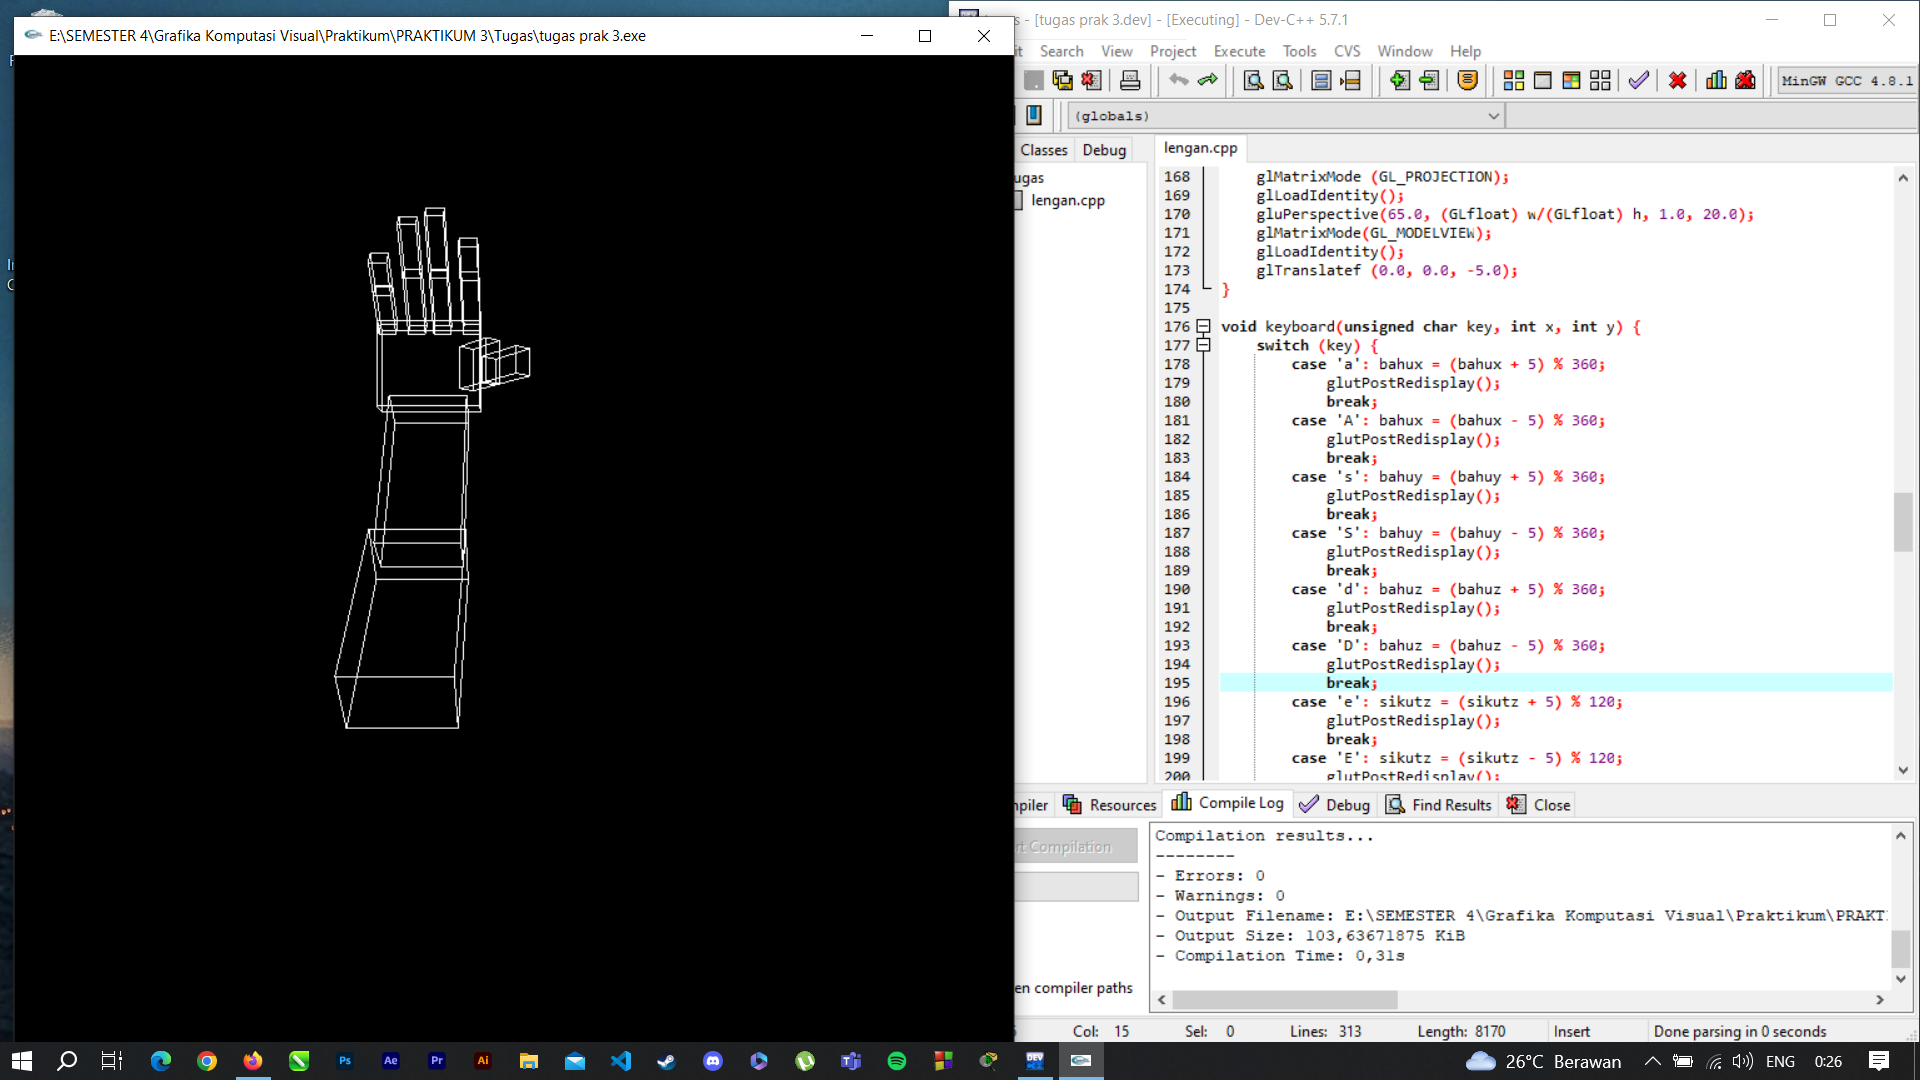 E:\SEMESTER 4\Grafika Komputasi Visual\Praktikum\PRAKTIKUM 3\Tugas\tugas prak 3.exe
- [tugas prak 3.dev] - [Executing] - Dev-C++ 5.7.1
Search View Project Execute Tools CVS Window Help
MinGW GCC 4.8.1
(globals)
Classes Debug
lengan.cpp
ugas
lengan.cpp
168 glMatrixMode (GL_PROJECTION);
169 glLoadIdentity();
170 gluPerspective(65.0, (GLfloat) w/(GLfloat) h, 1.0, 20.0);
171 glMatrixMode(GL_MODELVIEW);
172 glLoadIdentity();
173 glTranslatef (0.0, 0.0, -5.0);
174 }
175
176 void keyboard(unsigned char key, int x, int y) {
177 switch (key) {
178 case 'a': bahux = (bahux + 5) % 360;
179 glutPostRedisplay();
180 break;
181 case 'A': bahux = (bahux - 5) % 360;
182 glutPostRedisplay();
183 break;
184 case 's': bahuy = (bahuy + 5) % 360;
185 glutPostRedisplay();
186 break;
187 case 'S': bahuy = (bahuy - 5) % 360;
188 glutPostRedisplay();
189 break;
190 case 'd': bahuz = (bahuz + 5) % 360;
191 glutPostRedisplay();
192 break;
193 case 'D': bahuz = (bahuz - 5) % 360;
194 glutPostRedisplay();
195 break;
196 case 'e': sikutz = (sikutz + 5) % 120;
197 glutPostRedisplay();
198 break;
199 case 'E': sikutz = (sikutz - 5) % 120;
200 glutPostRedisplay();
mpiler Resources Compile Log Debug Find Results Close
rt Compilation
en compiler paths
Compilation results...
--------
- Errors: 0
- Warnings: 0
- Output Filename: E:\SEMESTER 4\Grafika Komputasi Visual\Praktikum\PRAKT
- Output Size: 103,63671875 KiB
- Compilation Time: 0,31s
Col: 15 Sel: 0 Lines: 313 Length: 8170 Insert Done parsing in 0 seconds
Ps Ae Pr Ai DEV
26°C Berawan ENG 0:26